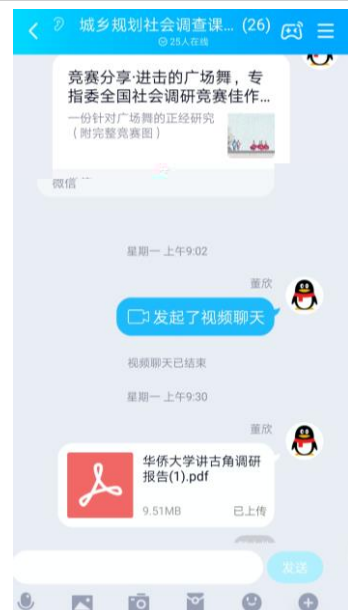 城乡规划社会调查课... (26)
25人在线
竞赛分享·进击的广场舞，专
指委全国社会调研竞赛佳作...
一份针对广场舞的正经研究
（附完整竞赛图）
微信
星期一 上午9:02
董欣
发起了视频聊天
视频聊天已结束
星期一 上午9:30
董欣
华侨大学讲古角调研
报告(1).pdf
9.51MB 已上传
发送